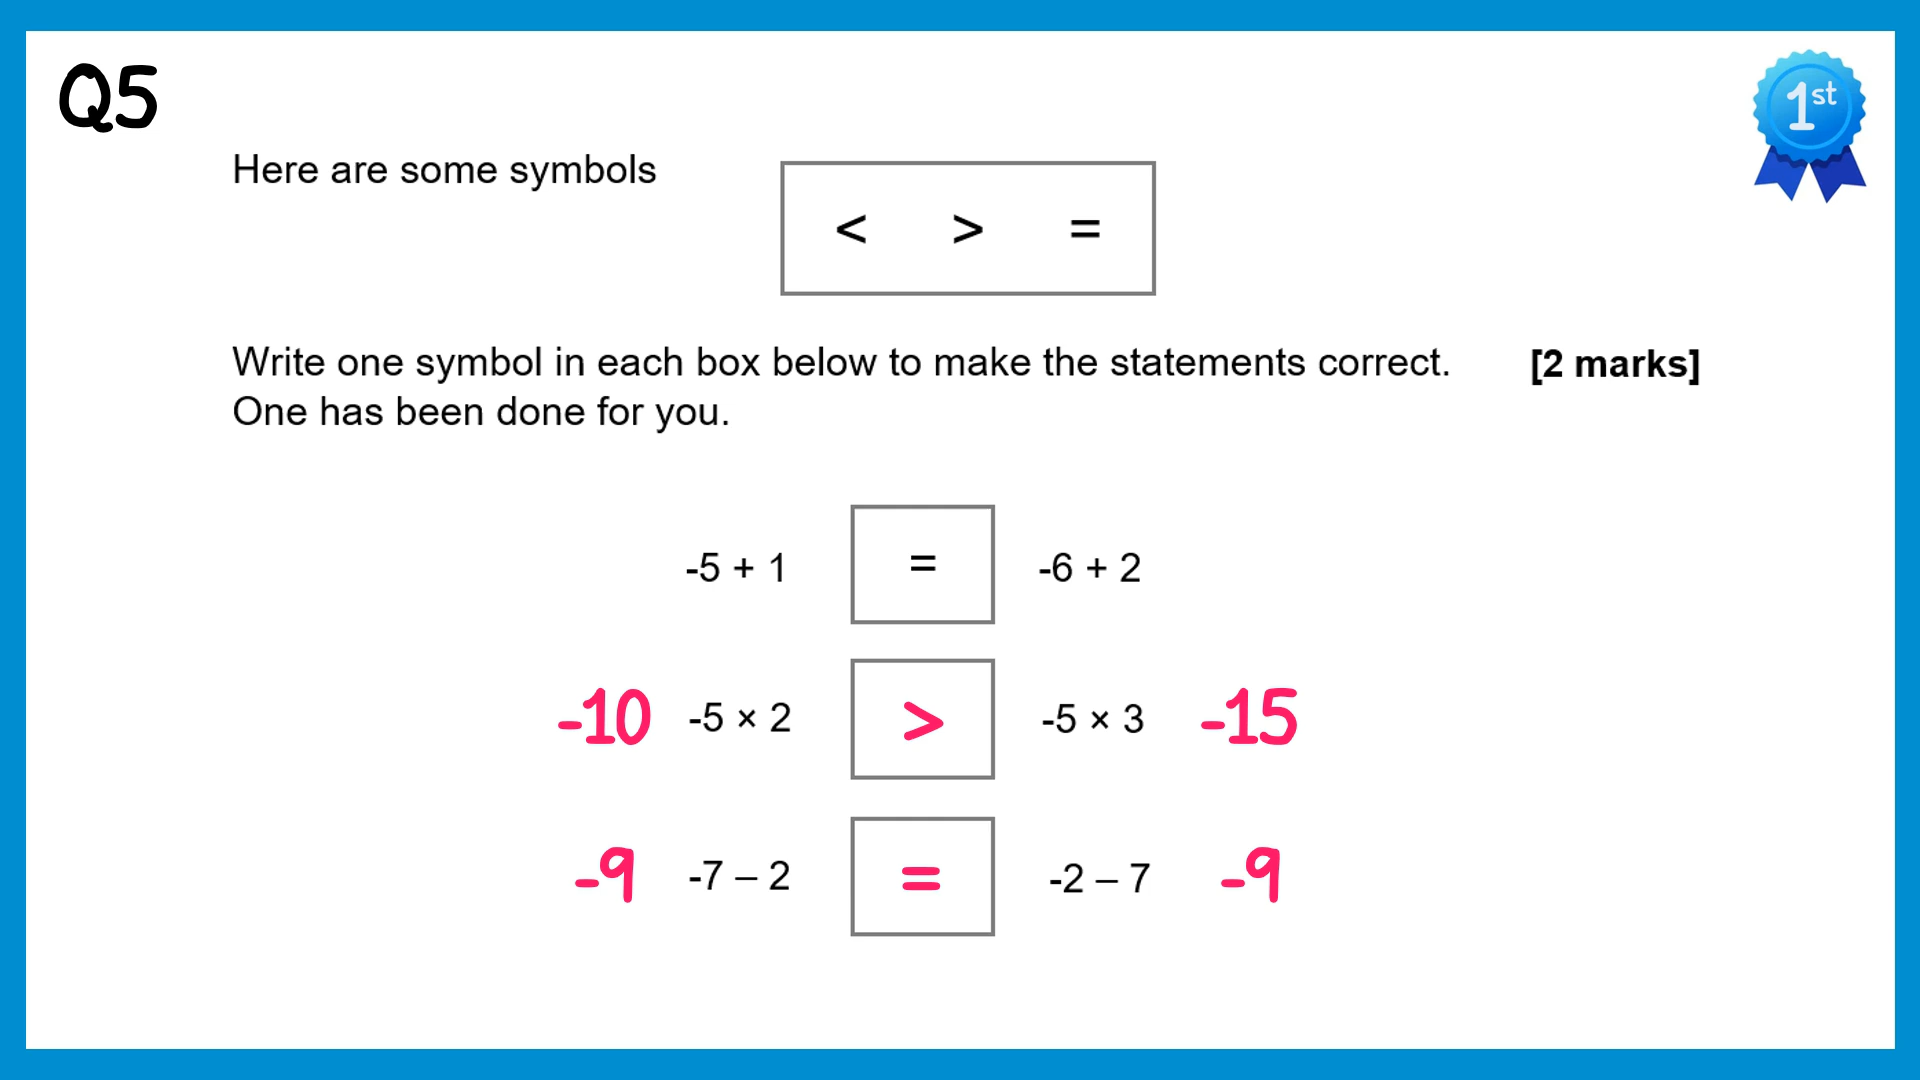 Q5
1st
Here are some symbols
< > =
Write one symbol in each box below to make the statements correct. [2 marks]
One has been done for you.
-5 + 1 = -6 + 2
-10 -5 × 2 > -5 × 3 -15
-9 -7 – 2 = -2 – 7 -9